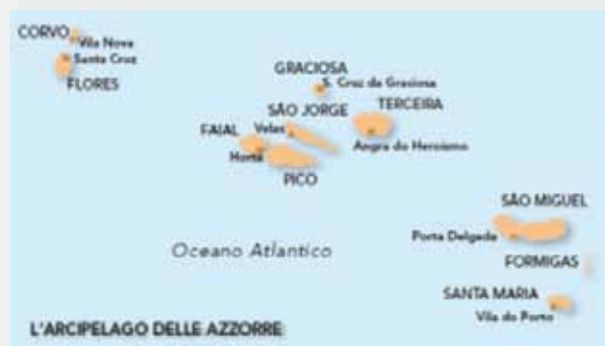 CORVO
Vila Nova
Santa Cruz
FLORES
GRACIOSA
S. Cruz da Graciosa
SÃO JORGE
TERCEIRA
FAIAL
Velas
Angra do Heroismo
Horta
PICO
SÃO MIGUEL
Ponta Delgada
Oceano Atlantico
FORMIGAS
SANTA MARIA
Vila do Porto
L'ARCIPELAGO DELLE AZZORRE